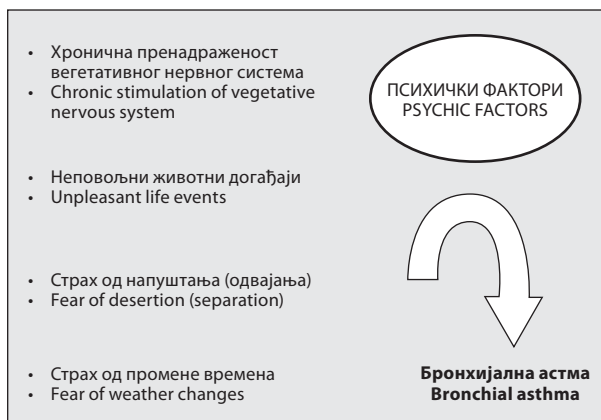 • Хронична пренадраженост
вегетативног нервног система
• Chronic stimulation of vegetative
nervous system
• Неповољни животни догађаји
• Unpleasant life events
• Страх од напуштања (одвајања)
• Fear of desertion (separation)
• Страх од промене времена
• Fear of weather changes
ПСИХИЧКИ ФАКТОРИ
PSYCHIC FACTORS
Бронхијална астма
Bronchial asthma